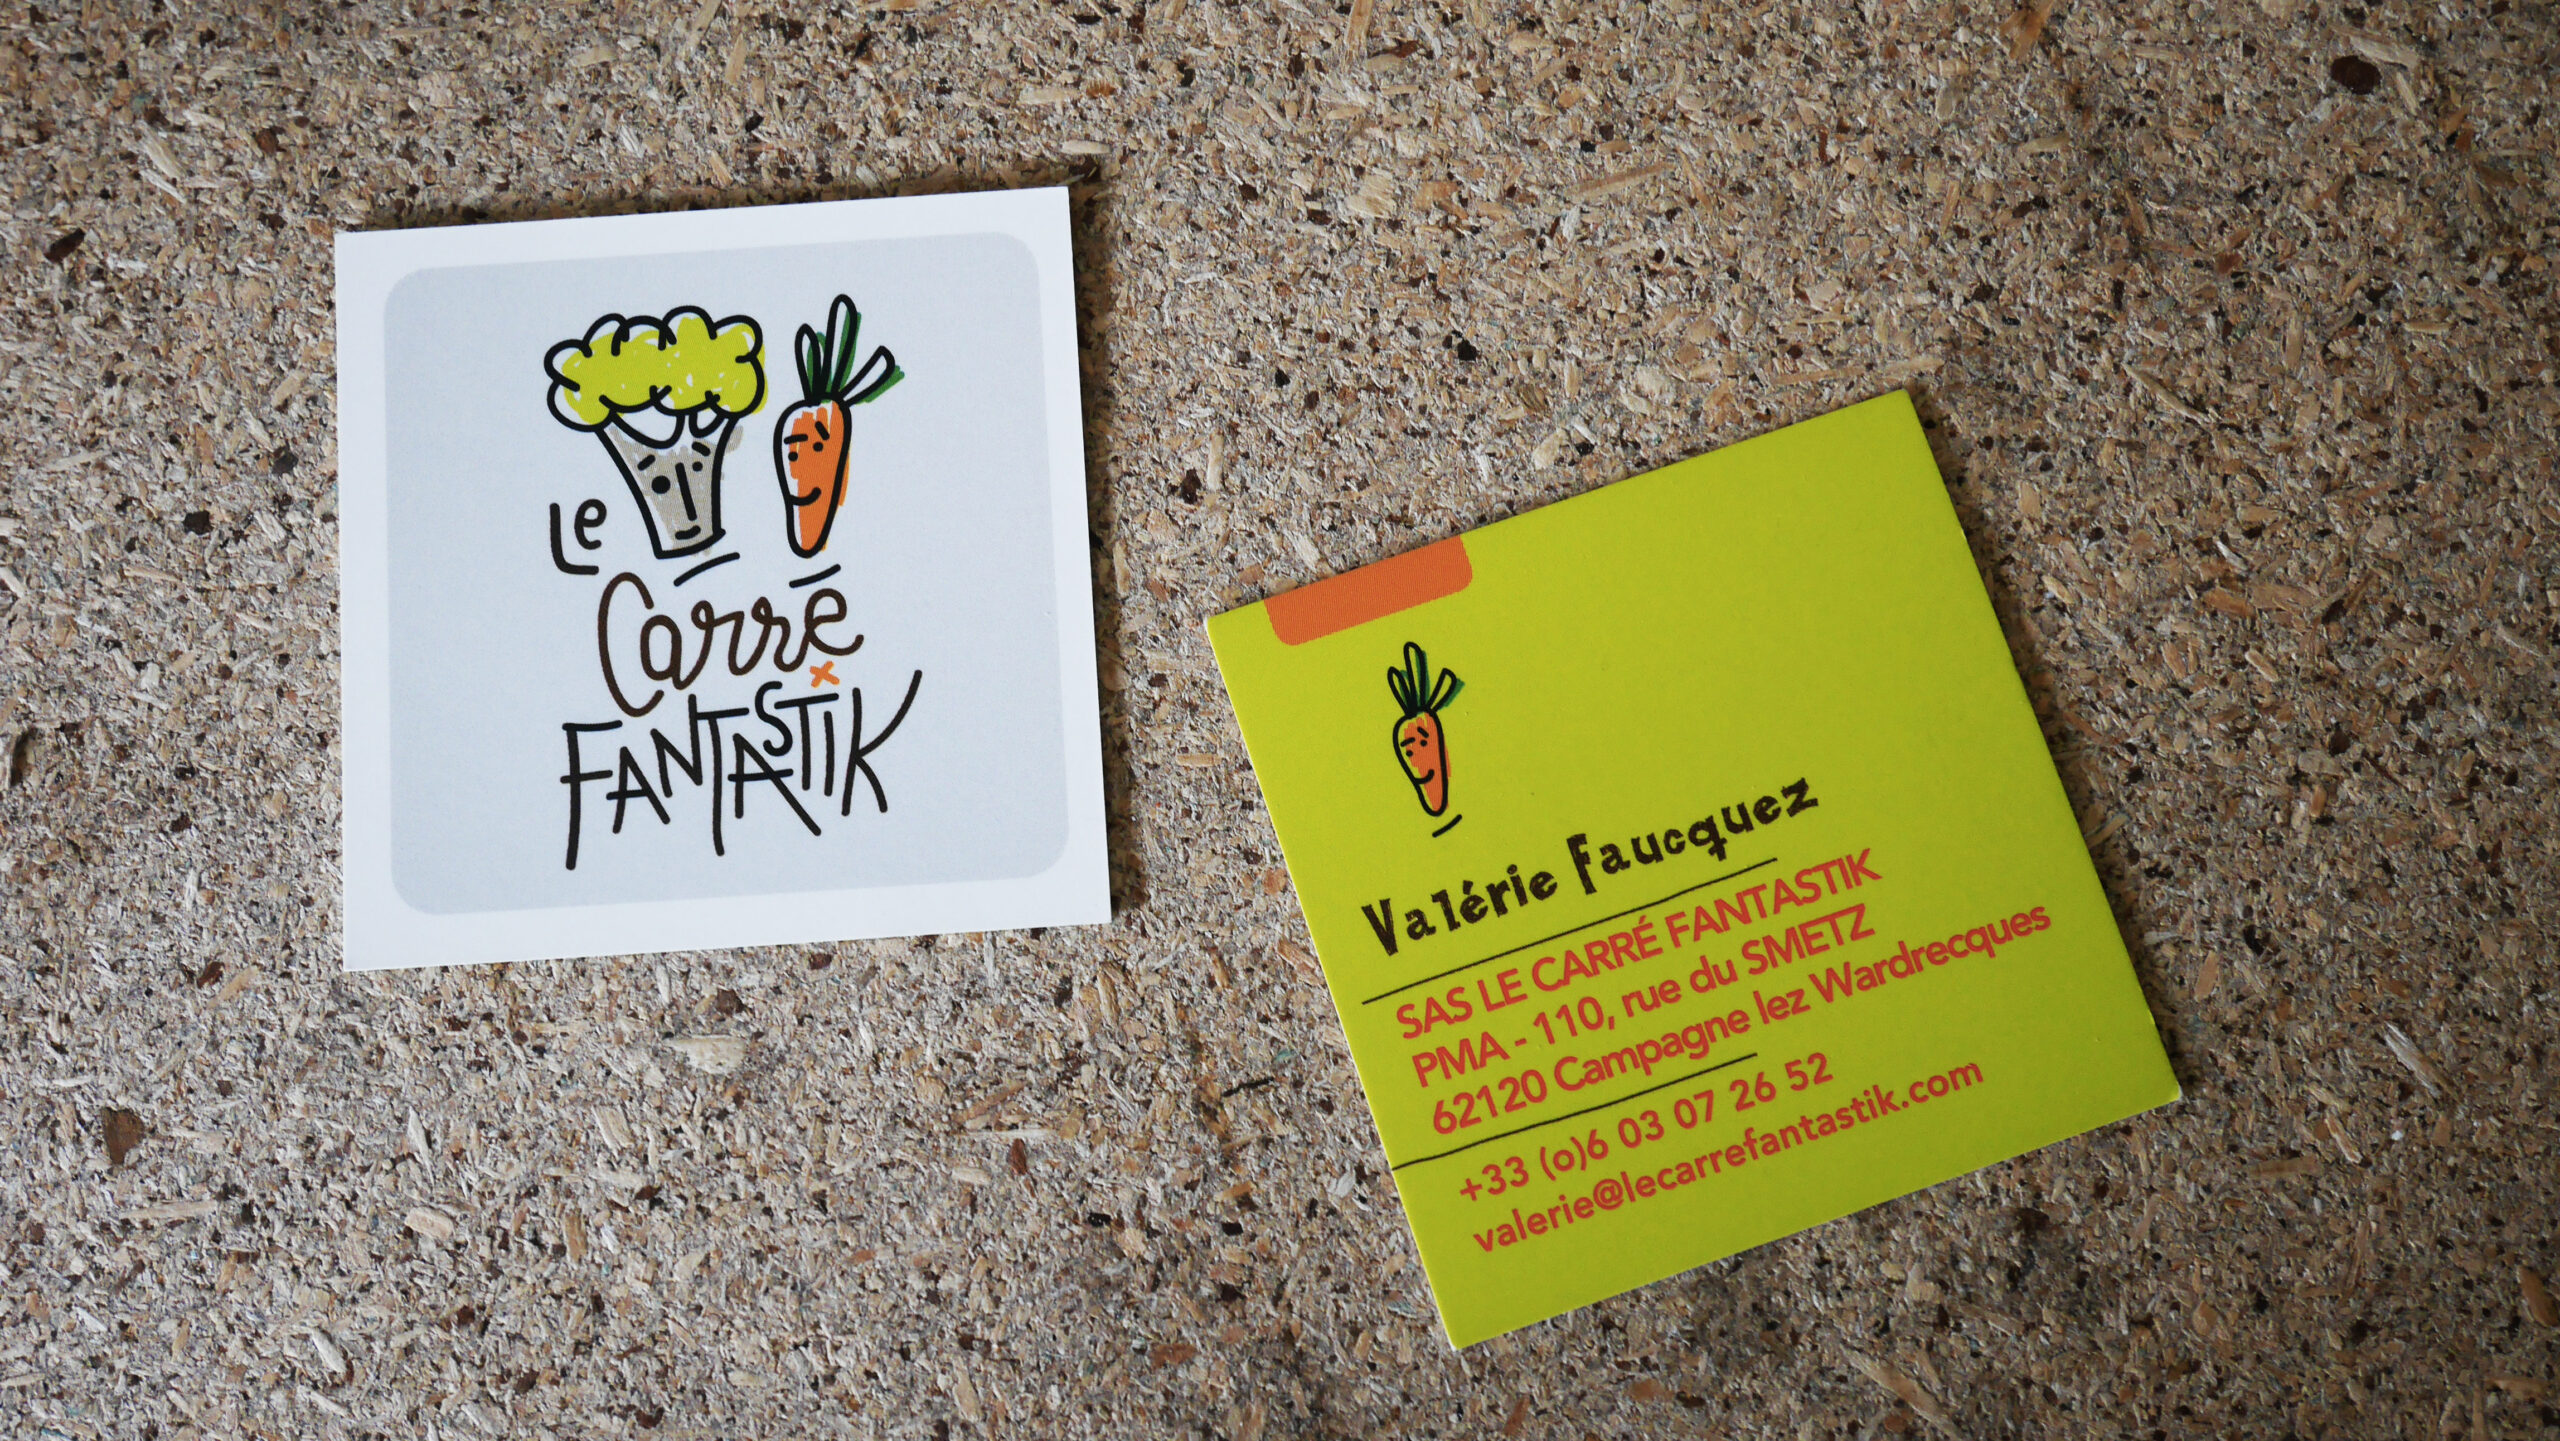 Le
Carré
FANTASTIK
Valérie Faucquez
SAS LE CARRÉ FANTASTIK
PMA - 110, rue du SMETZ
62120 Campagne lez Wardrecques
+33 (0)6 03 07 26 52
valerie@lecarrefantastik.com